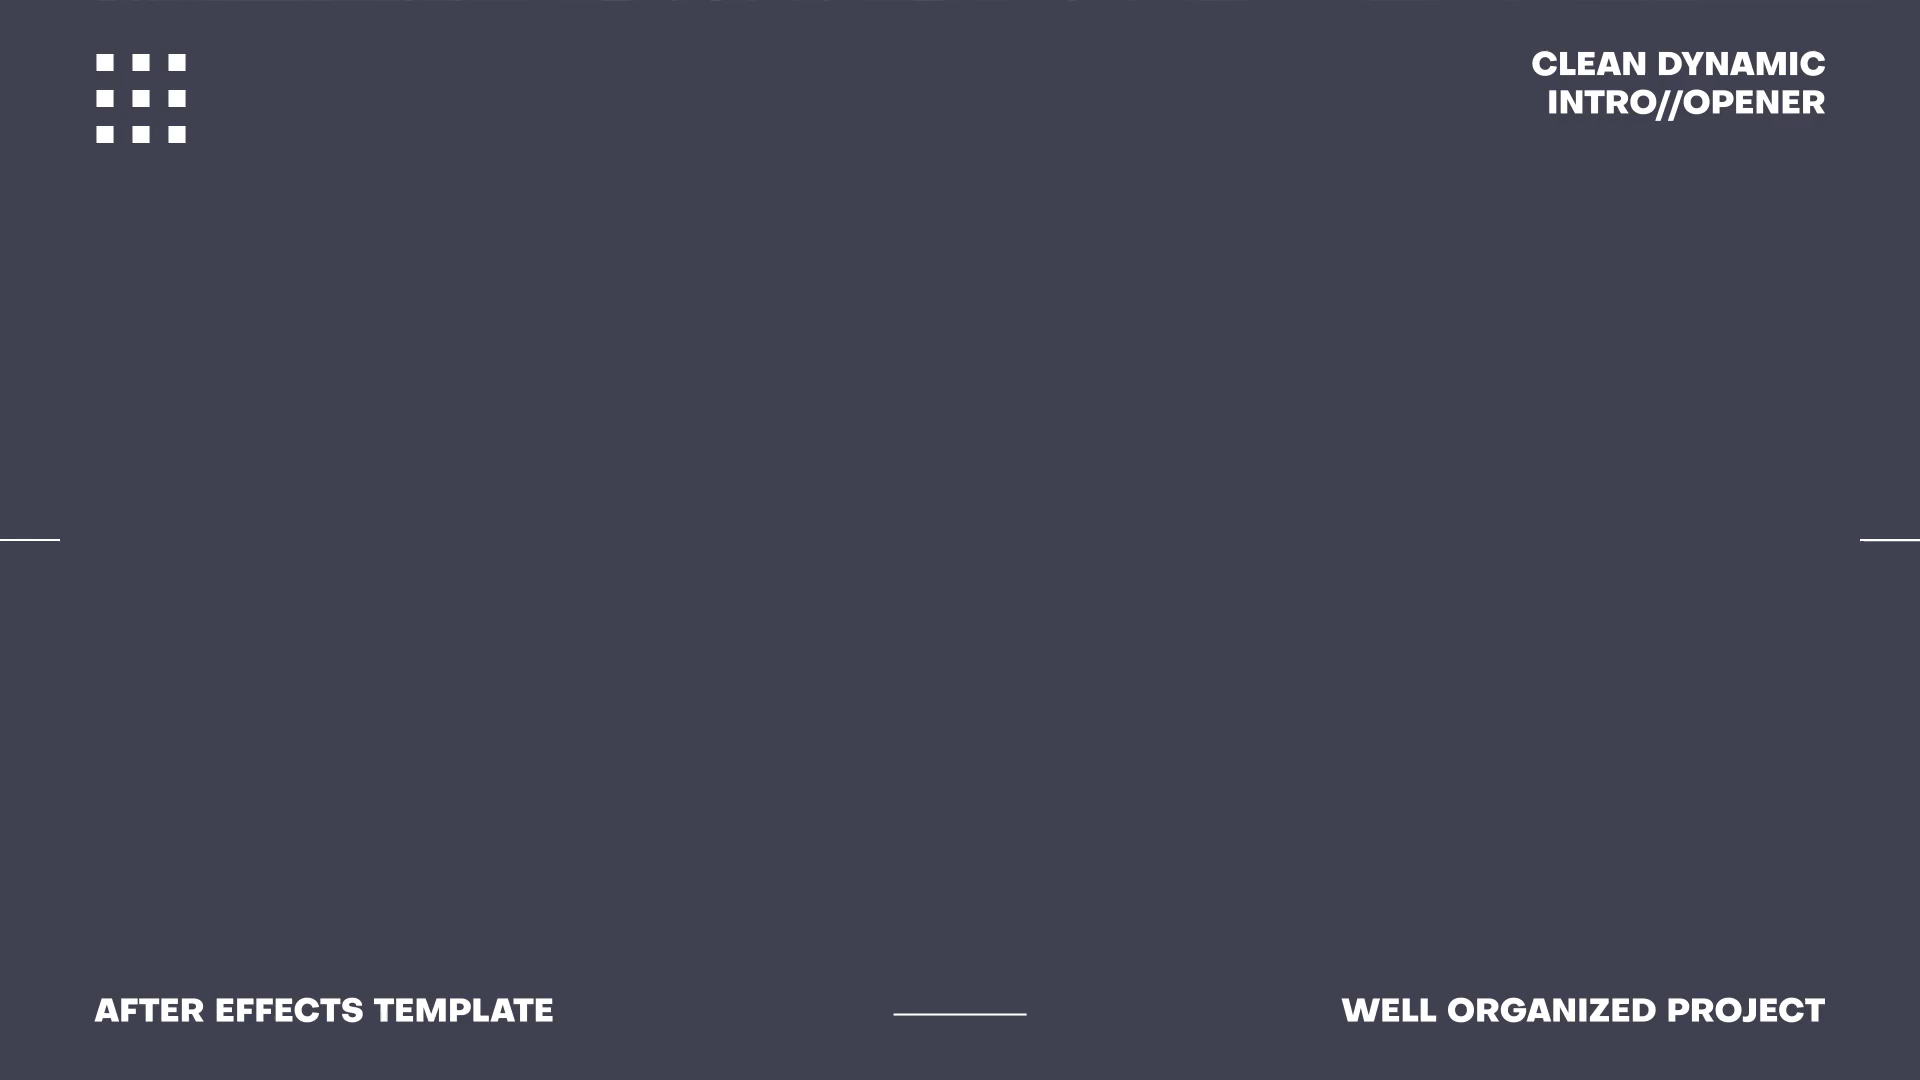 CLEAN DYNAMIC
INTRO//OPENER
AFTER EFFECTS TEMPLATE
WELL ORGANIZED PROJECT